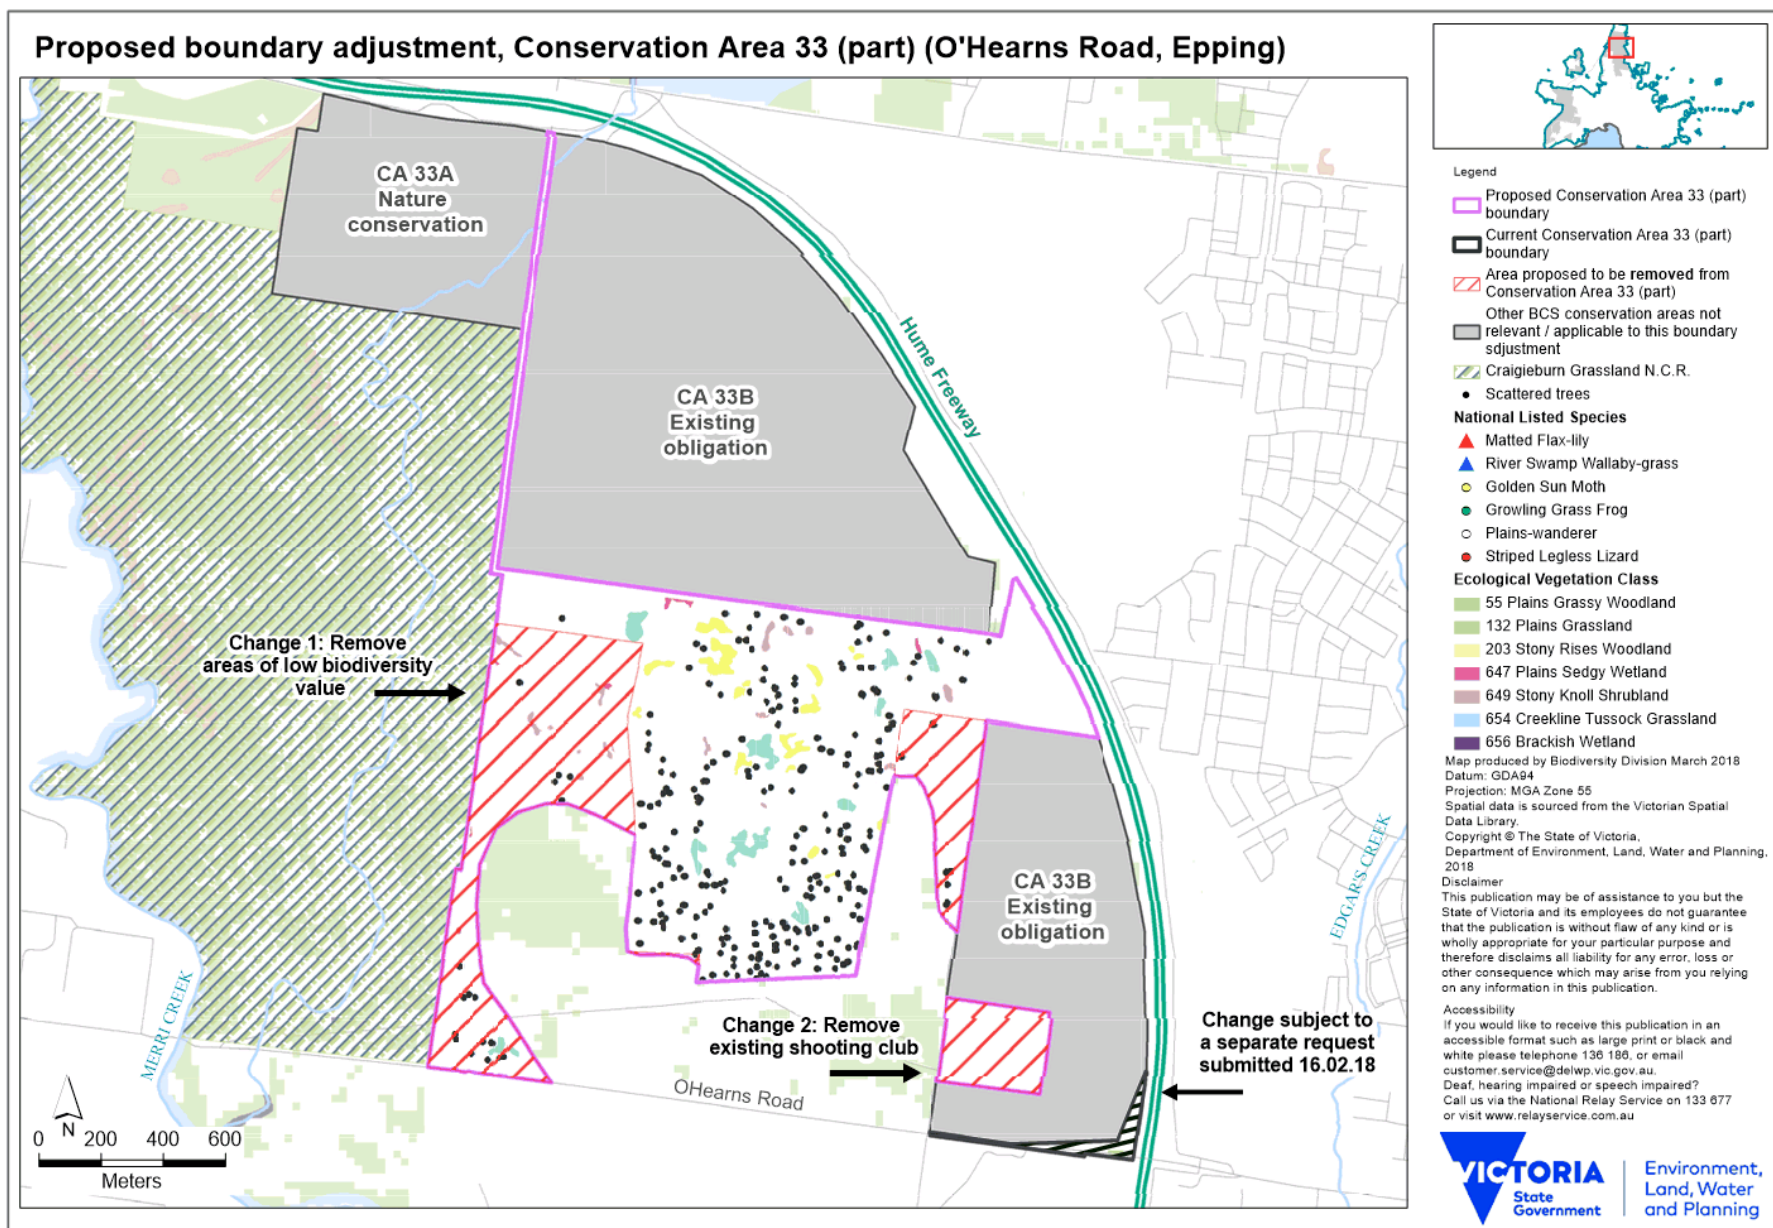 Proposed boundary adjustment, Conservation Area 33 (part) (O'Hearns Road, Epping)
CA 33A
Nature
conservation
CA 33B
Existing
obligation
Hume Freeway
Change 1: Remove
areas of low biodiversity
value
CA 33B
Existing
obligation
Change 2: Remove
existing shooting club
Change subject to
a separate request
submitted 16.02.18
MERRI CREEK
EDGAR'S CREEK
OHearns Road
N
0 200 400 600
Meters
Legend
Proposed Conservation Area 33 (part)
boundary
Current Conservation Area 33 (part)
boundary
Area proposed to be removed from
Conservation Area 33 (part)
Other BCS conservation areas not
relevant / applicable to this boundary
sdjustment
Craigieburn Grassland N.C.R.
Scattered trees
National Listed Species
Matted Flax-lily
River Swamp Wallaby-grass
Golden Sun Moth
Growling Grass Frog
Plains-wanderer
Striped Legless Lizard
Ecological Vegetation Class
55 Plains Grassy Woodland
132 Plains Grassland
203 Stony Rises Woodland
647 Plains Sedgy Wetland
649 Stony Knoll Shrubland
654 Creekline Tussock Grassland
656 Brackish Wetland
Map produced by Biodiversity Division March 2018
Datum: GDA94
Projection: MGA Zone 55
Spatial data is sourced from the Victorian Spatial
Data Library.
Copyright © The State of Victoria,
Department of Environment, Land, Water and Planning,
2018
Disclaimer
This publication may be of assistance to you but the
State of Victoria and its employees do not guarantee
that the publication is without flaw of any kind or is
wholly appropriate for your particular purpose and
therefore disclaims all liability for any error, loss or
other consequence which may arise from you relying
on any information in this publication.
Accessibility
If you would like to receive this publication in an
accessible format such as large print or black and
white please telephone 136 186, or email
customer.service@delwp.vic.gov.au.
Deaf, hearing impaired or speech impaired?
Call us via the National Relay Service on 133 677
or visit www.relayservice.com.au
VICTORIA
State
Government
Environment,
Land, Water
and Planning